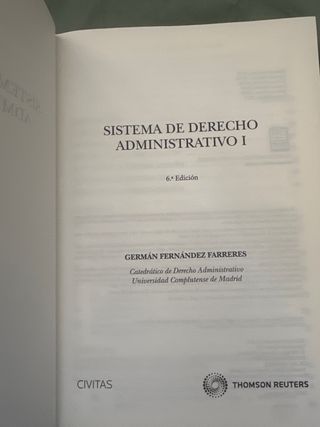 SISTEMA DE DERECHO
ADMINISTRATIVO I
6.ª Edición
GERMÁN FERNÁNDEZ FARRERES
Catedrático de Derecho Administrativo
Universidad Complutense de Madrid
CIVITAS
THOMSON REUTERS